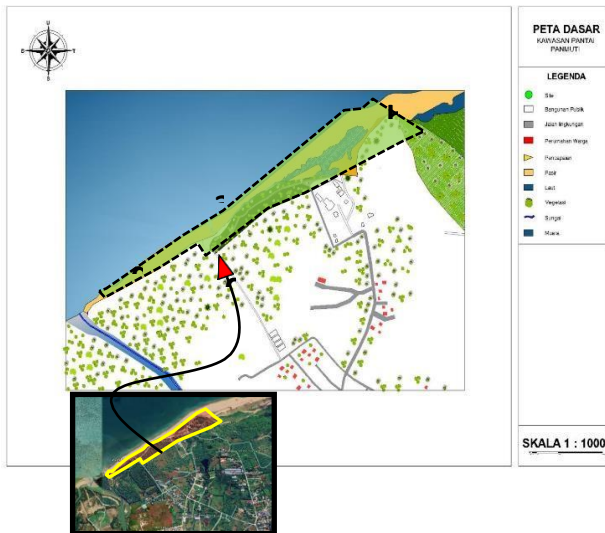 U
B
T
S
PETA DASAR
KAWASAN PANTAI
PANMUTI
LEGENDA
Site
Bangunan Publik
Jalan lingkungan
Perumahan Warga
Pencapaian
Pasir
Laut
Vegetasi
Sungai
Muara
SKALA 1 : 1000